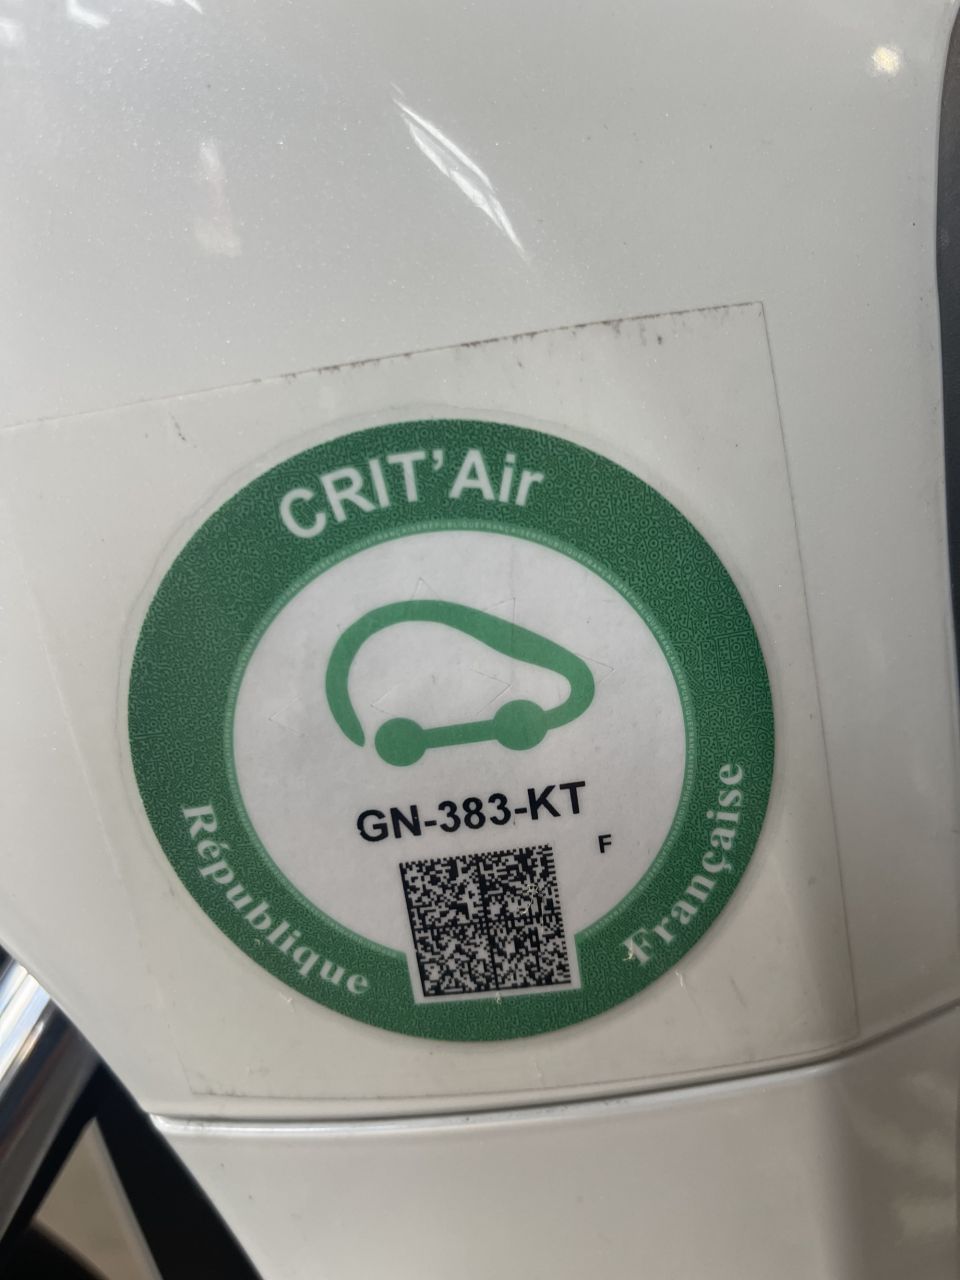 CRIT'Air
GN-383-KT
F
République
Française